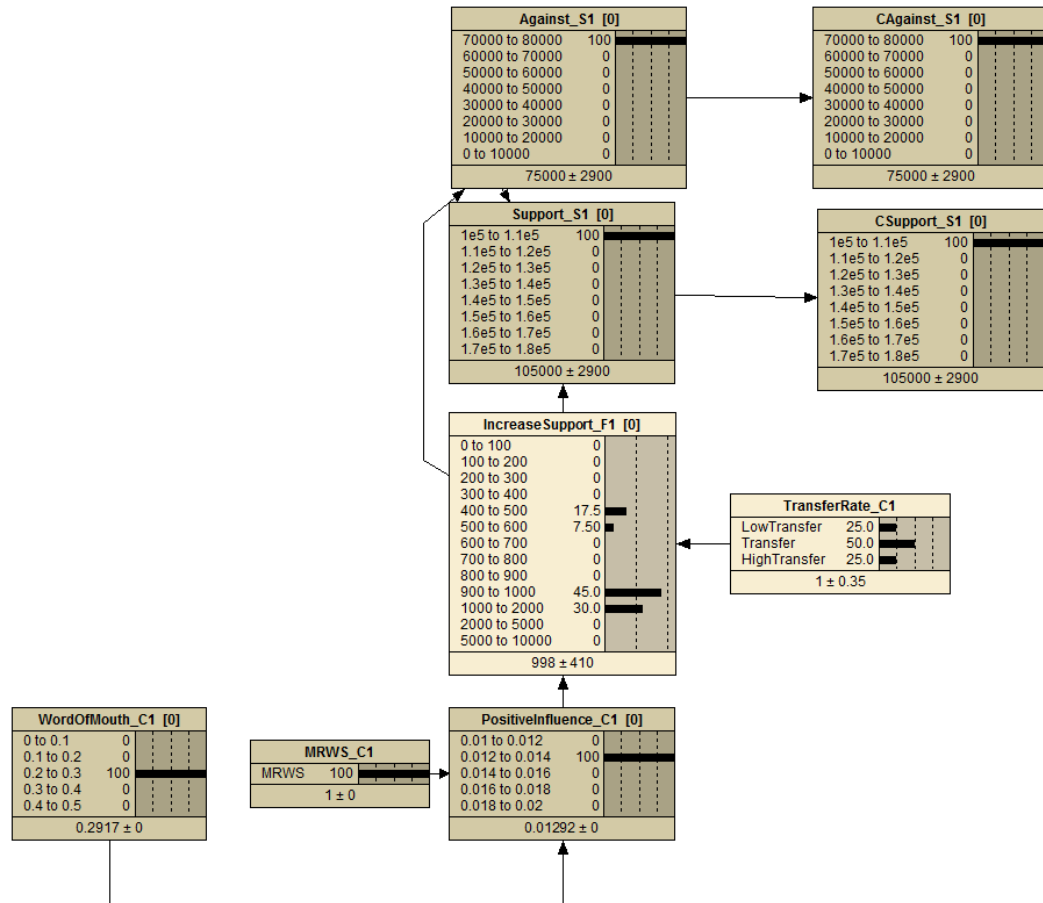 Against_S1 [0]
70000 to 80000 100
60000 to 70000 0
50000 to 60000 0
40000 to 50000 0
30000 to 40000 0
20000 to 30000 0
10000 to 20000 0
0 to 10000 0
75000 ± 2900
CAgainst_S1 [0]
70000 to 80000 100
60000 to 70000 0
50000 to 60000 0
40000 to 50000 0
30000 to 40000 0
20000 to 30000 0
10000 to 20000 0
0 to 10000 0
75000 ± 2900
Support_S1 [0]
1e5 to 1.1e5 100
1.1e5 to 1.2e5 0
1.2e5 to 1.3e5 0
1.3e5 to 1.4e5 0
1.4e5 to 1.5e5 0
1.5e5 to 1.6e5 0
1.6e5 to 1.7e5 0
1.7e5 to 1.8e5 0
105000 ± 2900
CSupport_S1 [0]
1e5 to 1.1e5 100
1.1e5 to 1.2e5 0
1.2e5 to 1.3e5 0
1.3e5 to 1.4e5 0
1.4e5 to 1.5e5 0
1.5e5 to 1.6e5 0
1.6e5 to 1.7e5 0
1.7e5 to 1.8e5 0
105000 ± 2900
IncreaseSupport_F1 [0]
0 to 100 0
100 to 200 0
200 to 300 0
300 to 400 0
400 to 500 17.5
500 to 600 7.50
600 to 700 0
700 to 800 0
800 to 900 0
900 to 1000 45.0
1000 to 2000 30.0
2000 to 5000 0
5000 to 10000 0
998 ± 410
TransferRate_C1
LowTransfer 25.0
Transfer 50.0
HighTransfer 25.0
1 ± 0.35
WordOfMouth_C1 [0]
0 to 0.1 0
0.1 to 0.2 0
0.2 to 0.3 100
0.3 to 0.4 0
0.4 to 0.5 0
0.2917 ± 0
MRWS_C1
MRWS 100
1 ± 0
PositiveInfluence_C1 [0]
0.01 to 0.012 0
0.012 to 0.014 100
0.014 to 0.016 0
0.016 to 0.018 0
0.018 to 0.02 0
0.01292 ± 0